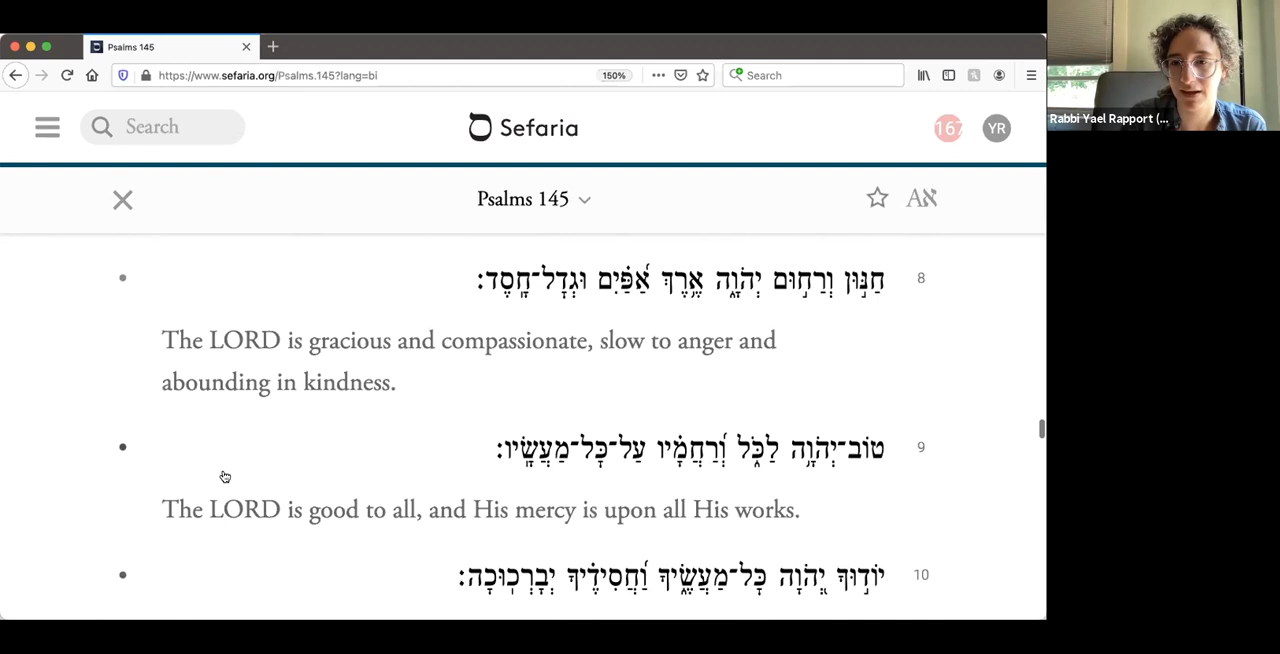 Psalms 145
https://www.sefaria.org/Psalms.145?lang=bi
150%
Search
Rabbi Yael Rapport (...
Search
Sefaria
167
YR
Psalms 145
Aא
8
חַנּ֣וּן וְרַח֣וּם יְהֹוָ֑ה אֶ֥רֶךְ אַ֝פַּ֗יִם וּגְדׇל־חָֽסֶד׃
The LORD is gracious and compassionate, slow to anger and
abounding in kindness.
9
טוֹב־יְהֹוָ֥ה לַכֹּ֑ל וְ֝רַחֲמָ֗יו עַל־כׇּל־מַעֲשָֽׂיו׃
The LORD is good to all, and His mercy is upon all His works.
10
יוֹד֣וּךָ יְ֭הֹוָה כׇּל־מַעֲשֶׂ֑יךָ וַ֝חֲסִידֶ֗יךָ יְבָרְכֽוּכָה׃